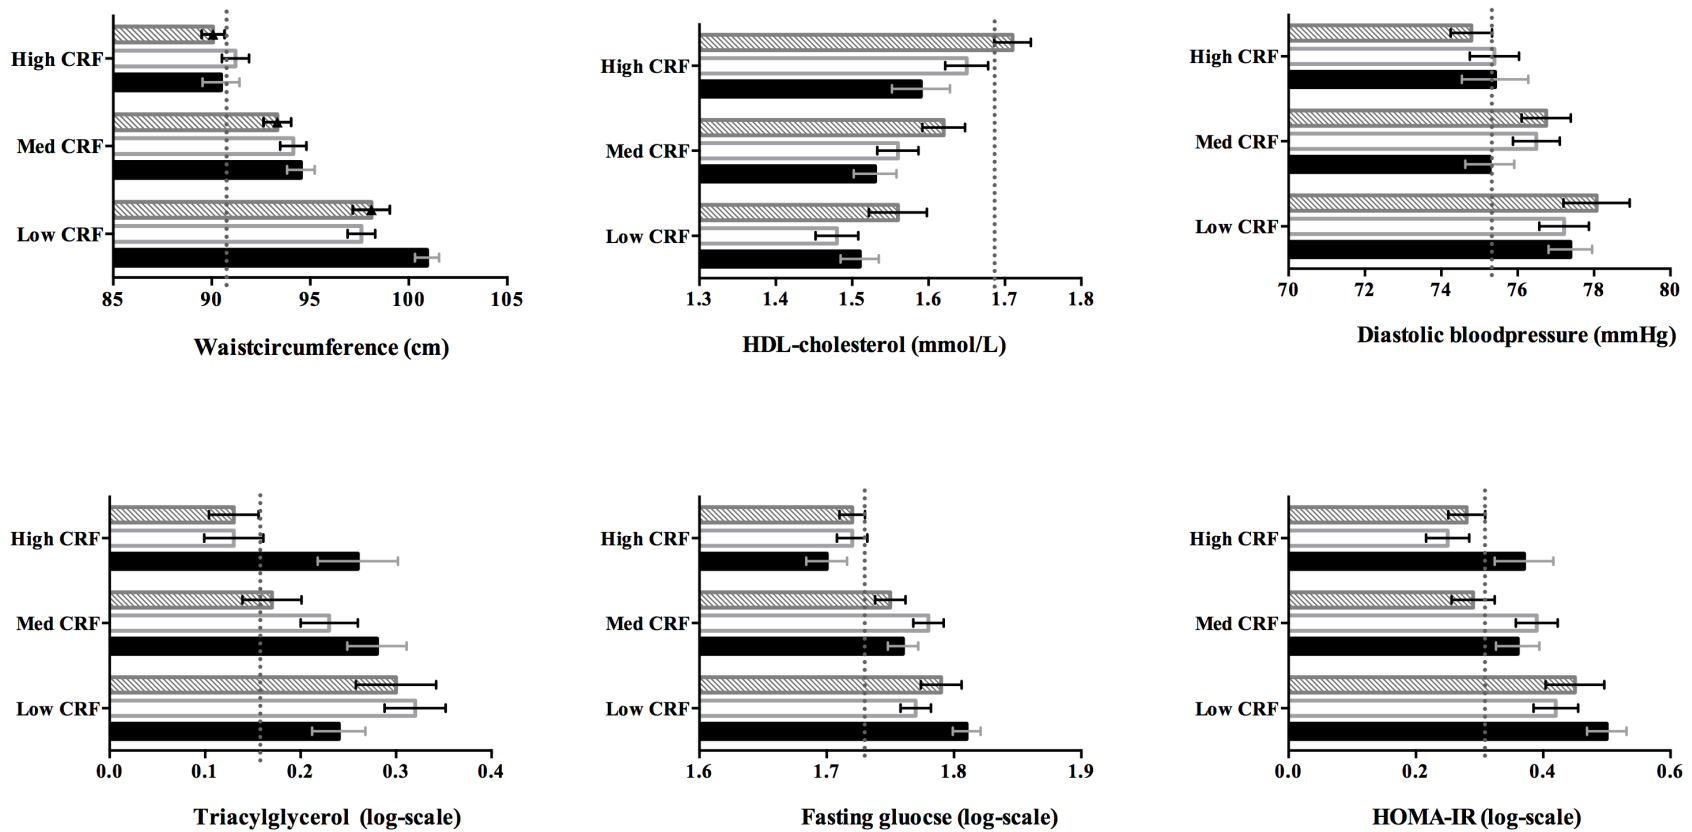 High CRF
Med CRF
Low CRF
85 90 95 100 105
Waistcircumference (cm)
High CRF
Med CRF
Low CRF
1.3 1.4 1.5 1.6 1.7 1.8
HDL-cholesterol (mmol/L)
High CRF
Med CRF
Low CRF
70 72 74 76 78 80
Diastolic bloodpressure (mmHg)
High CRF
Med CRF
Low CRF
0.0 0.1 0.2 0.3 0.4
Triacylglycerol (log-scale)
High CRF
Med CRF
Low CRF
1.6 1.7 1.8 1.9
Fasting gluocse (log-scale)
High CRF
Med CRF
Low CRF
0.0 0.2 0.4 0.6
HOMA-IR (log-scale)